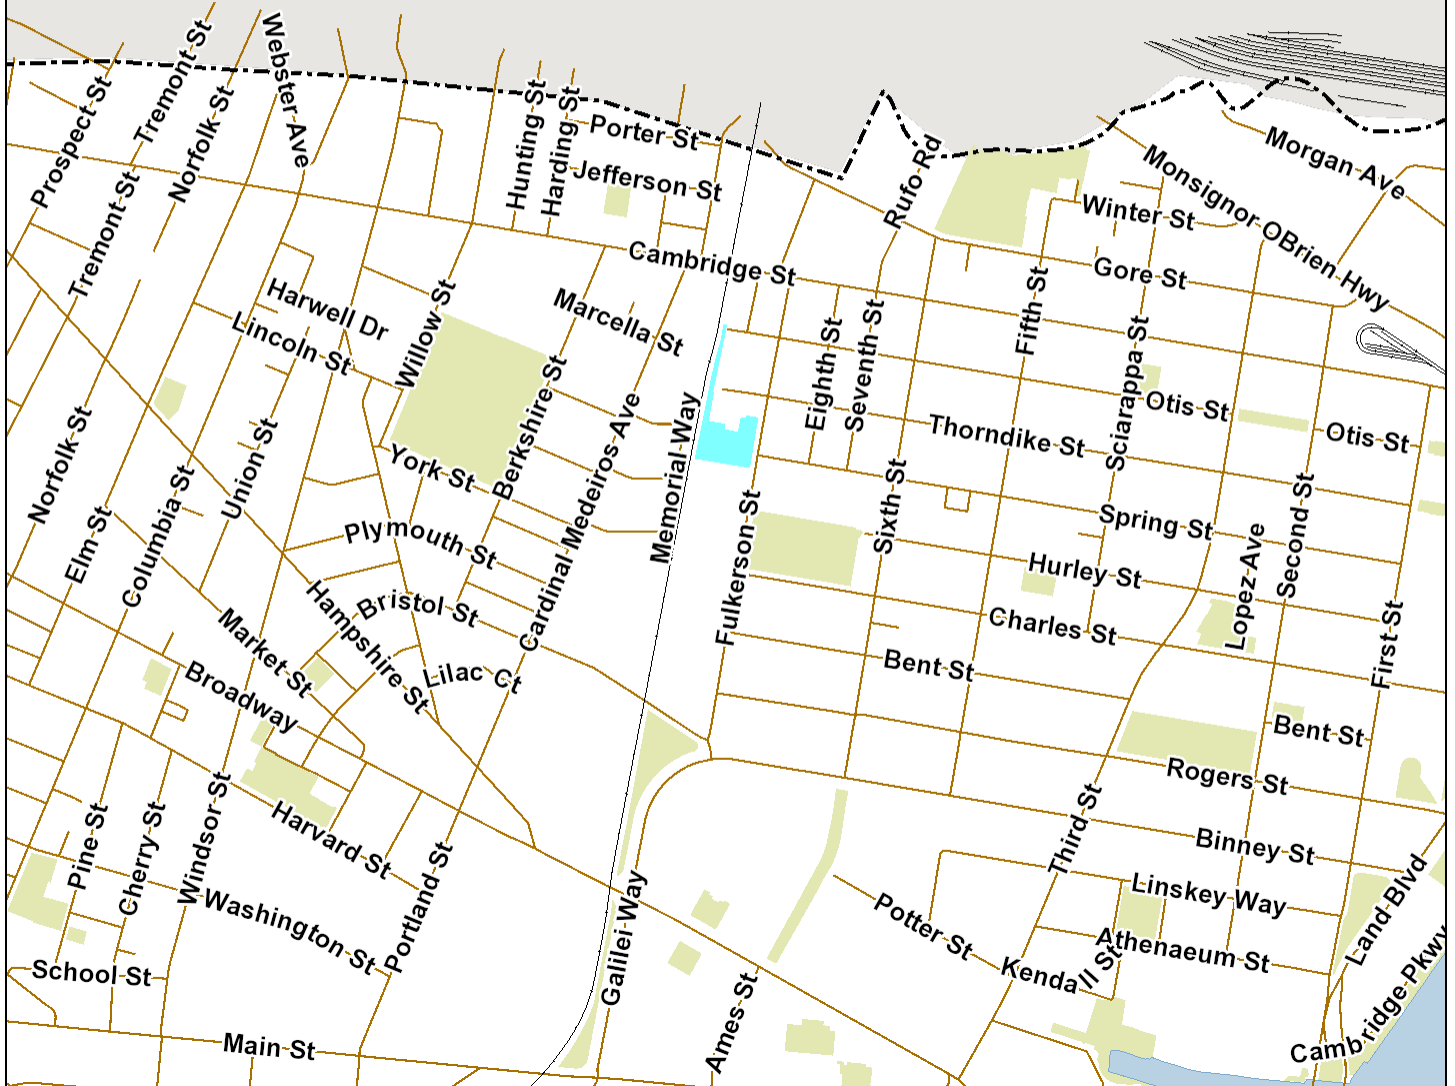 Prospect St
Tremont St
Norfolk St
Webster Ave
Tremont St
Hunting St
Harding St
Porter St
Jefferson St
Rufo Rd
Morgan Ave
Monsignor OBrien Hwy
Winter St
Gore St
Cambridge St
Harwell Dr
Lincoln St
Willow St
Marcella St
Eighth St
Seventh St
Fifth St
Sciarappa St
Otis St
Otis St
Thorndike St
Berkshire St
Cardinal Medeiros Ave
Memorial Way
York St
Norfolk St
Union St
Columbia St
Elm St
Plymouth St
Fulkerson St
Sixth St
Spring St
Second St
Lopez Ave
Hurley St
Charles St
Hampshire St
Bristol St
Market St
Lilac Ct
Broadway
Bent St
First St
Bent St
Rogers St
Binney St
Third St
Pine St
Cherry St
Windsor St
Harvard St
Portland St
Washington St
Galilei Way
Potter St
Linskey Way
Athenaeum St
Kendall St
Land Blvd
Cambridge Pkwy
School St
Ames St
Main St